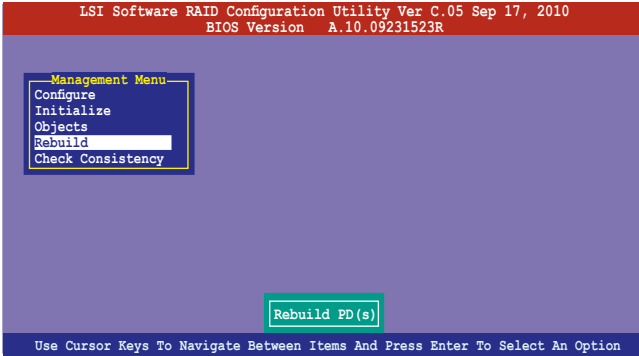 LSI Software RAID Configuration Utility Ver C.05 Sep 17, 2010
BIOS Version A.10.09231523R
Management Menu
Configure
Initialize
Objects
Rebuild
Check Consistency
Rebuild PD(s)
Use Cursor Keys To Navigate Between Items And Press Enter To Select An Option